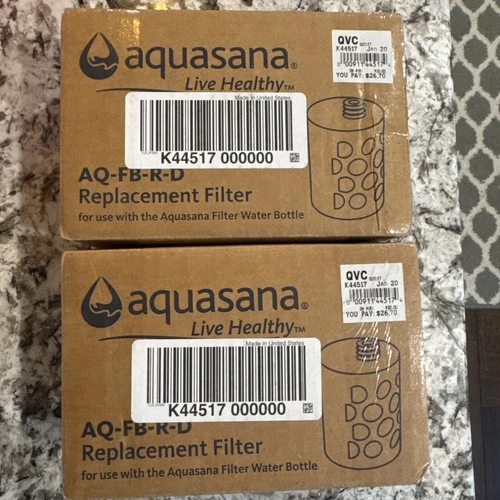 aquasana®
Live Healthy™
QVC OUTLET
K44517 Jan 20
YOU PAY: $26.70
Made in United States
K44517 000000
AQ-FB-R-D
Replacement Filter
for use with the Aquasana Filter Water Bottle
aquasana®
Live Healthy™
QVC OUTLET
K44517 Jan 20
YOU PAY: $26.70
Made in United States
K44517 000000
AQ-FB-R-D
Replacement Filter
for use with the Aquasana Filter Water Bottle